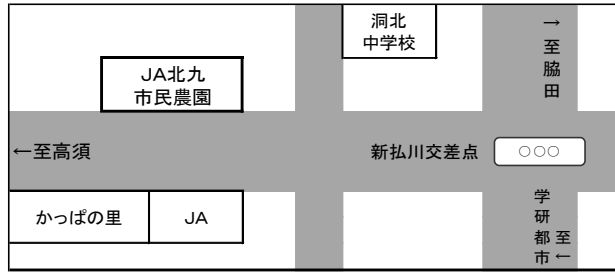 洞北
中学校
→至脇田
JA北九
市民農園
←至高須
新払川交差点
○○○
かっぱの里
JA
学研都市
至←